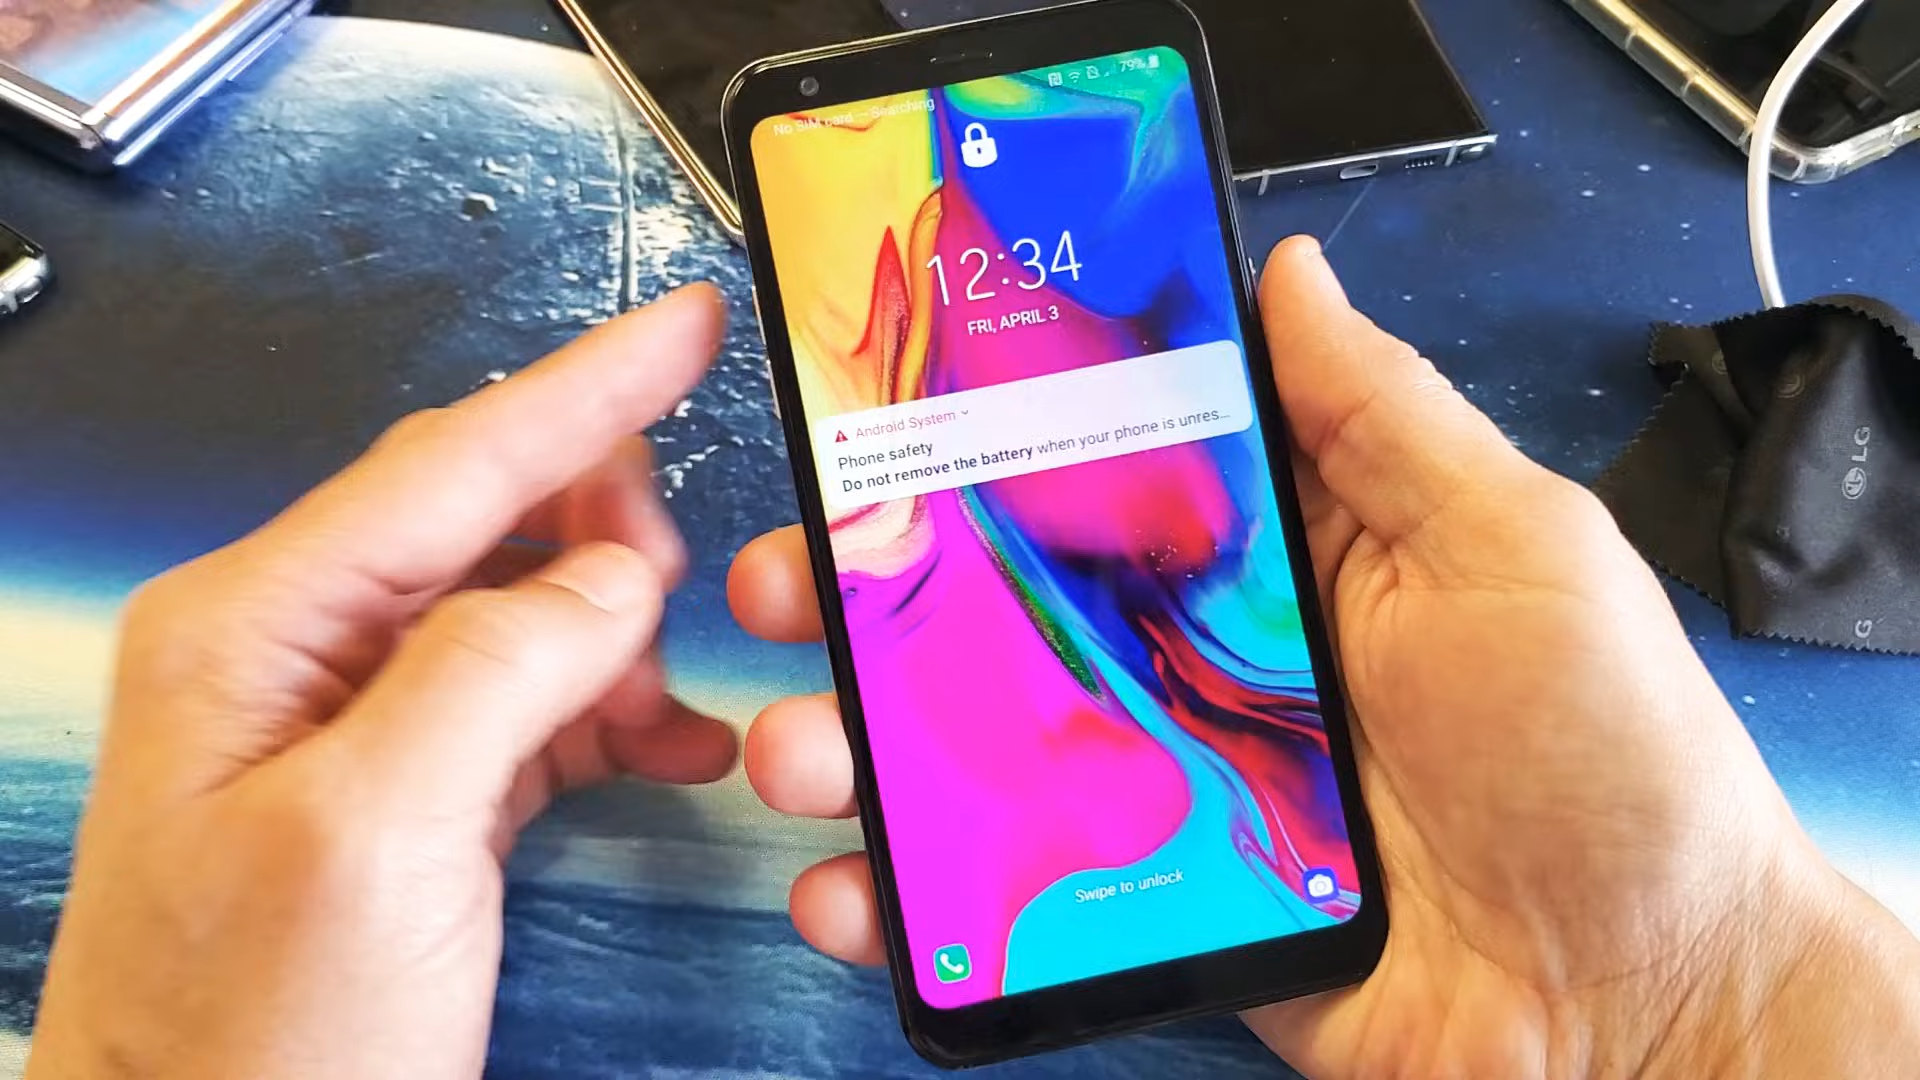 No SIM card – Searching
79%
12:34
FRI, APRIL 3
Android System
Phone safety
Do not remove the battery when your phone is unres...
Swipe to unlock
LG
LG